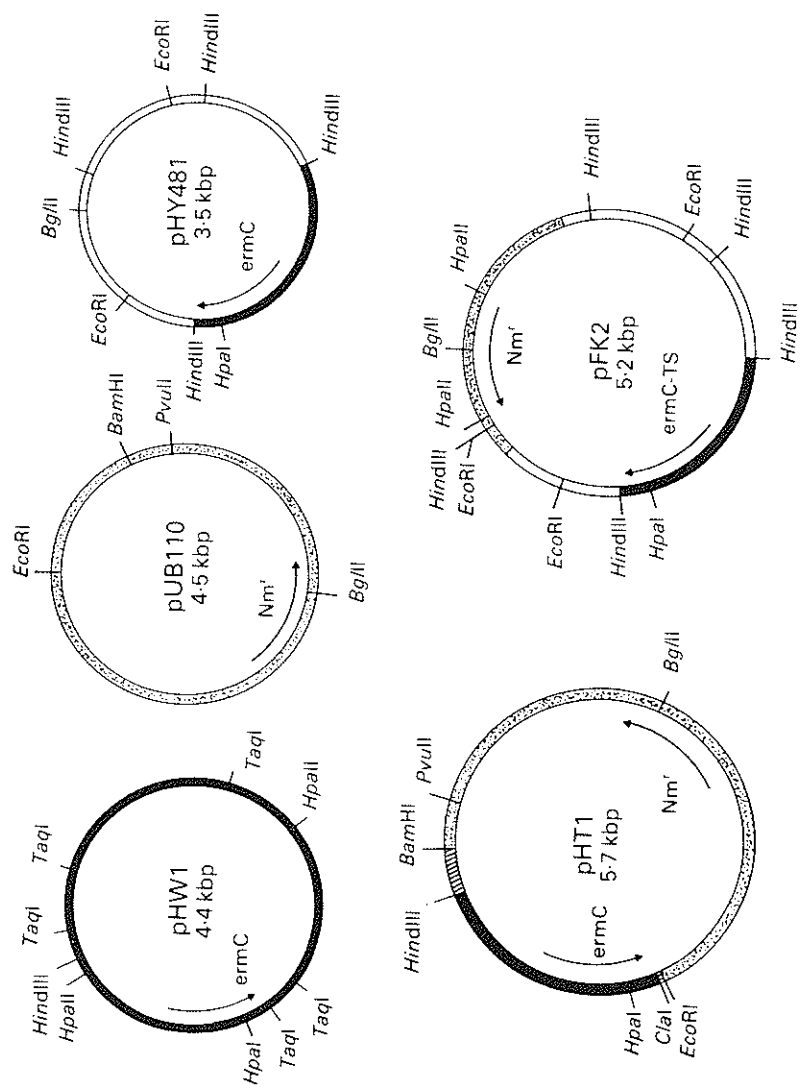 TaqI
TaqI
HindIII
HpaII
TaqI
HpaII
pHW1
4·4 kbp
ermC
HpaI
TaqI
TaqI
EcoRI
BamHI
PvuII
pUB110
4·5 kbp
Nmʳ
BglII
BglII
HindIII
EcoRI
HindIII
EcoRI
pHY481
3·5 kbp
ermC
HindIII
HpaI
HindIII
HindIII
BamHI
PvuII
ermC
pHT1
5·7 kbp
Nmʳ
BglII
HpaI
ClaI
EcoRI
HindIII
EcoRI
HpaII
BglII
HpaII
HindIII
Nmʳ
pFK2
5·2 kbp
ermC-TS
EcoRI
HindIII
HpaI
EcoRI
HindIII
HindIII